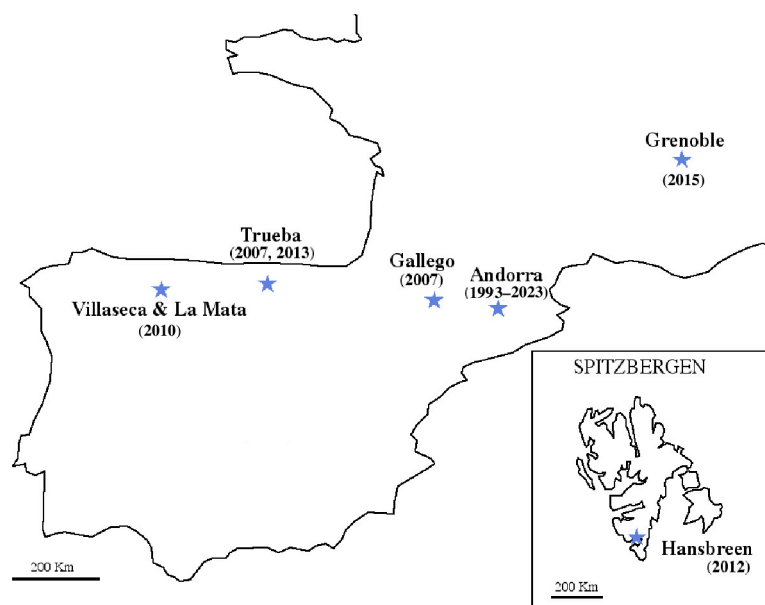 Grenoble
(2015)
Trueba
(2007, 2013)
Gallego
(2007)
Andorra
(1993–2023)
Villaseca & La Mata
(2010)
SPITZBERGEN
Hansbreen
(2012)
200 Km
200 Km